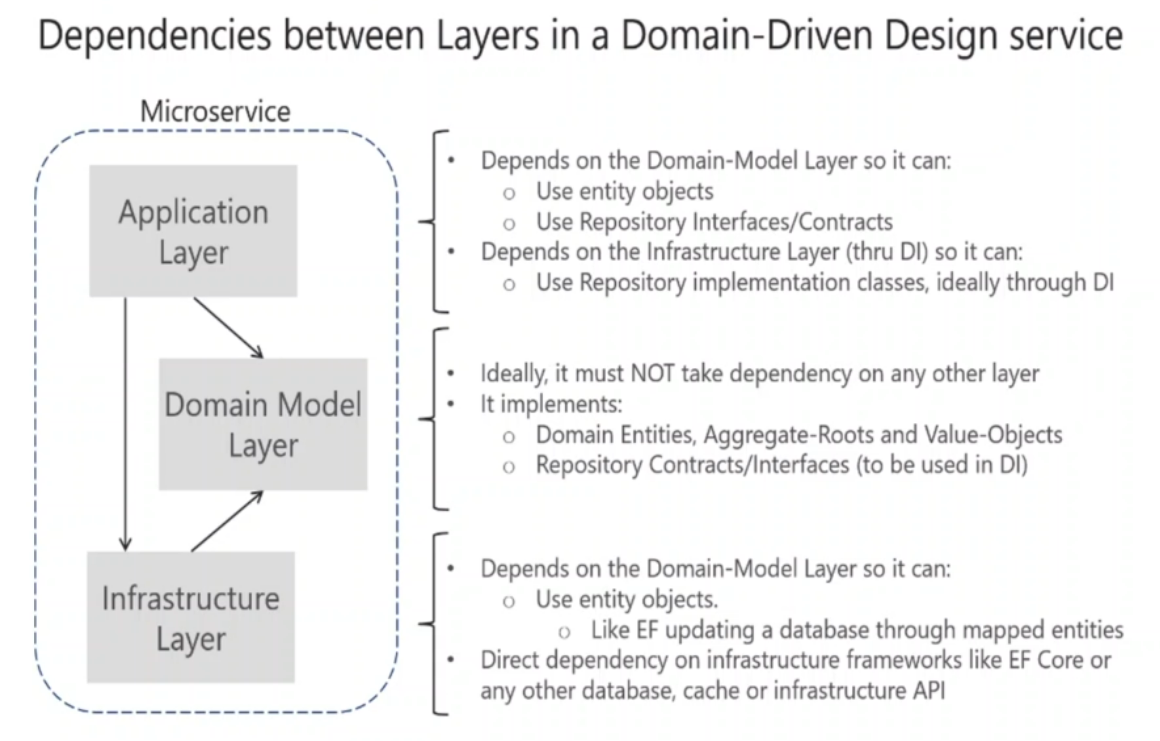 Dependencies between Layers in a Domain-Driven Design service
Microservice
Application
Layer
• Depends on the Domain-Model Layer so it can:
o Use entity objects
o Use Repository Interfaces/Contracts
• Depends on the Infrastructure Layer (thru DI) so it can:
o Use Repository implementation classes, ideally through DI
Domain Model
Layer
• Ideally, it must NOT take dependency on any other layer
• It implements:
o Domain Entities, Aggregate-Roots and Value-Objects
o Repository Contracts/Interfaces (to be used in DI)
Infrastructure
Layer
• Depends on the Domain-Model Layer so it can:
o Use entity objects.
o Like EF updating a database through mapped entities
• Direct dependency on infrastructure frameworks like EF Core or
any other database, cache or infrastructure API